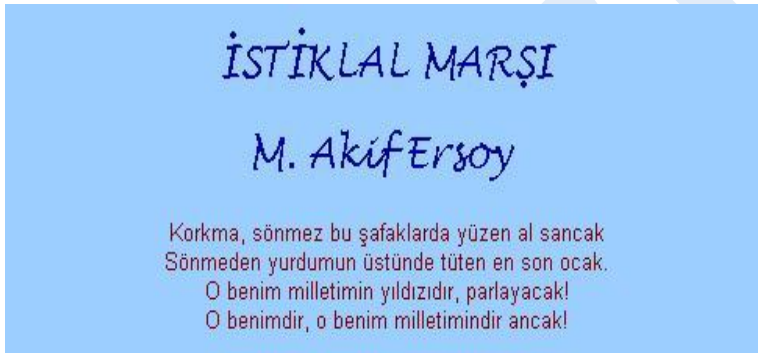 İSTİKLAL MARŞI
M. Akif Ersoy
Korkma, sönmez bu şafaklarda yüzen al sancak
Sönmeden yurdumun üstünde tüten en son ocak.
O benim milletimin yıldızıdır, parlayacak!
O benimdir, o benim milletimindir ancak!